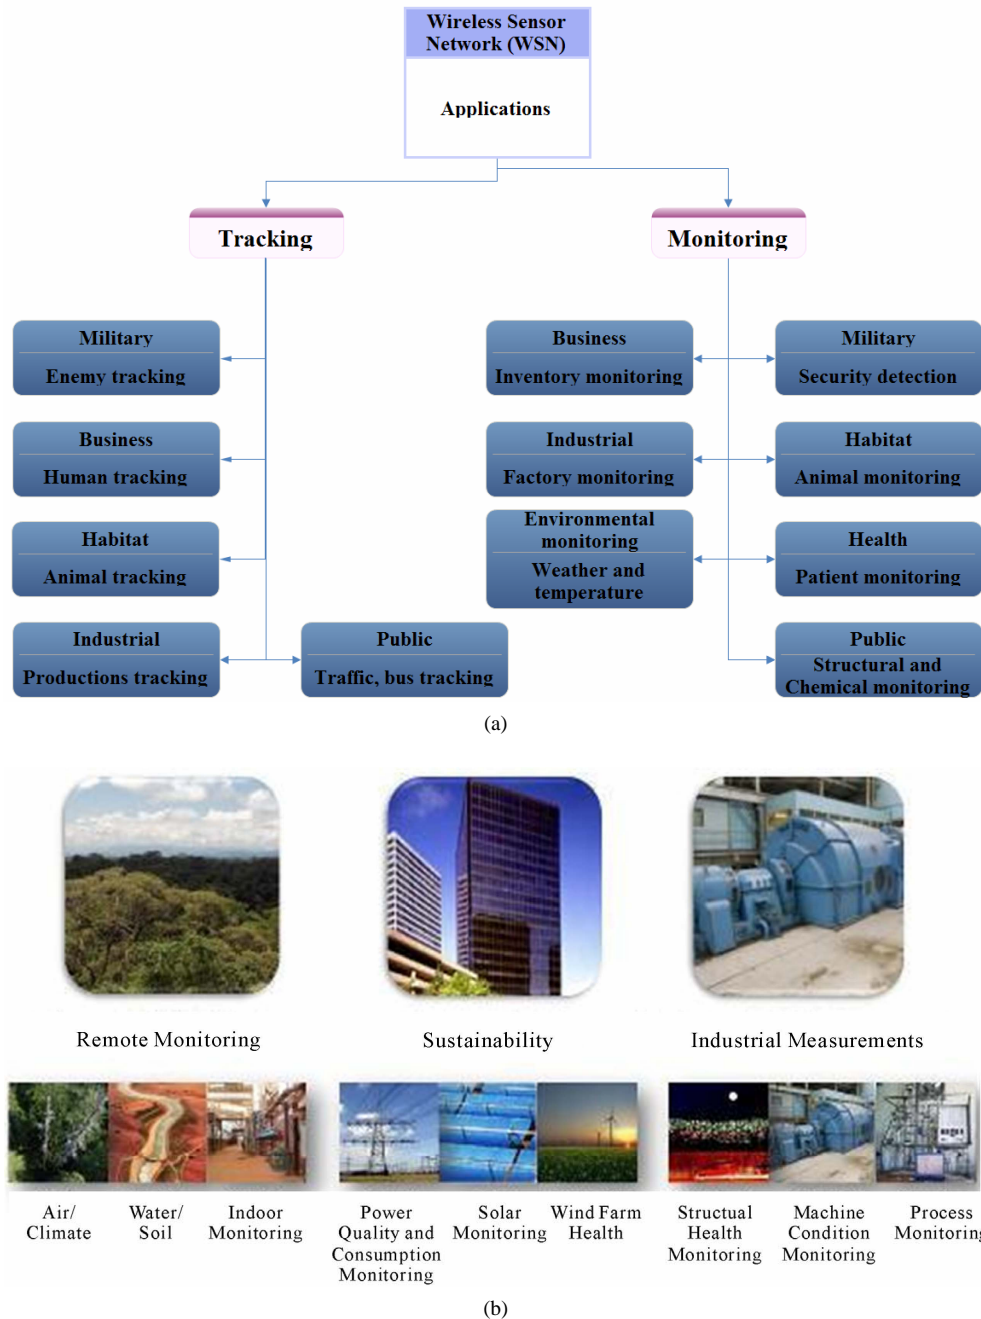 Wireless Sensor
Network (WSN)
Applications
Tracking
Monitoring
Military
Enemy tracking
Business
Human tracking
Habitat
Animal tracking
Industrial
Productions tracking
Public
Traffic, bus tracking
Business
Inventory monitoring
Military
Security detection
Industrial
Factory monitoring
Habitat
Animal monitoring
Environmental
monitoring
Weather and
temperature
Health
Patient monitoring
Public
Structural and
Chemical monitoring
(a)
Remote Monitoring
Sustainability
Industrial Measurements
Air/
Climate
Water/
Soil
Indoor
Monitoring
Power
Quality and
Consumption
Monitoring
Solar
Monitoring
Wind Farm
Health
Structual
Health
Monitoring
Machine
Condition
Monitoring
Process
Monitoring
(b)